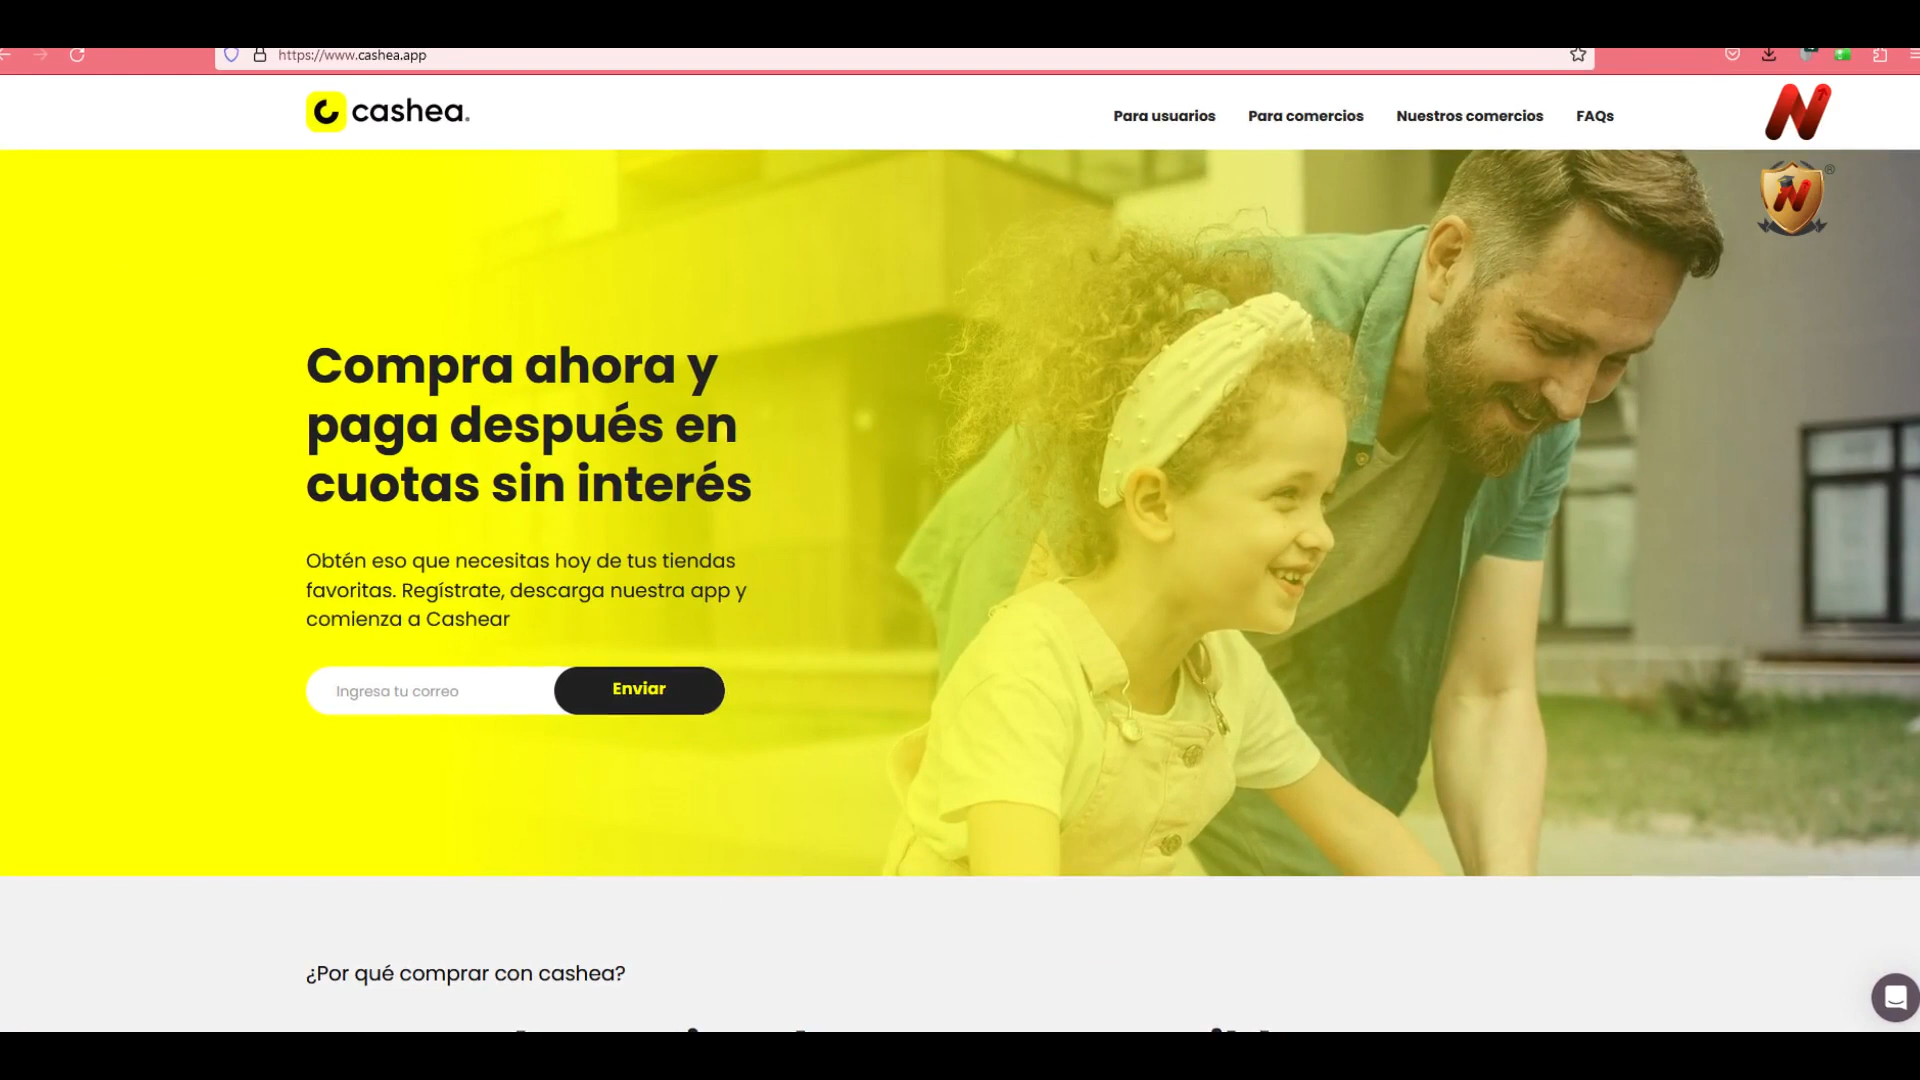 https://www.cashea.app
cashea.
Para usuarios
Para comercios
Nuestros comercios
FAQs
N
N
®
Compra ahora y
paga después en
cuotas sin interés
Obtén eso que necesitas hoy de tus tiendas
favoritas. Regístrate, descarga nuestra app y
comienza a Cashear
Ingresa tu correo
Enviar
¿Por qué comprar con cashea?